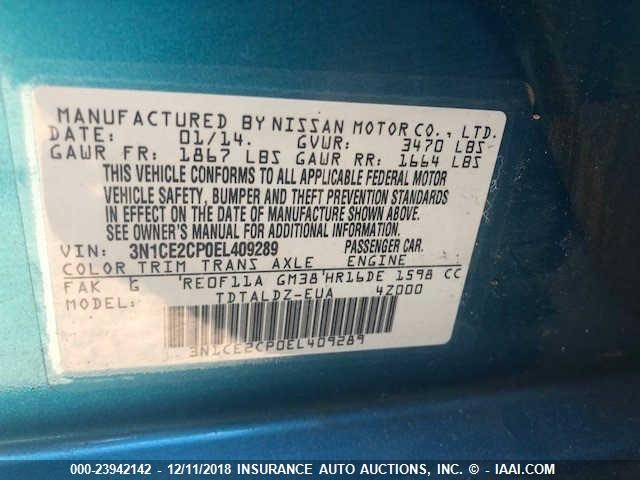 MANUFACTURED BY NISSAN MOTOR CO., LTD.
DATE: 01/14. GVWR: 3470 LBS
GAWR FR: 1867 LBS GAWR RR: 1664 LBS
THIS VEHICLE CONFORMS TO ALL APPLICABLE FEDERAL MOTOR
VEHICLE SAFETY, BUMPER AND THEFT PREVENTION STANDARDS
IN EFFECT ON THE DATE OF MANUFACTURE SHOWN ABOVE.
SEE OWNER'S MANUAL FOR ADDITIONAL INFORMATION.
VIN: 3N1CE2CP0EL409289 PASSENGER CAR.
COLOR TRIM TRANS AXLE ENGINE
FAK G 'RE0F11A GM38'HR16DE 1598 CC
MODEL: TDTALDZ-EUA 4Z000
3N1CE2CP0EL409289
000-23942142 - 12/11/2018 - INSURANCE AUTO AUCTIONS, INC. - © - IAAI.COM